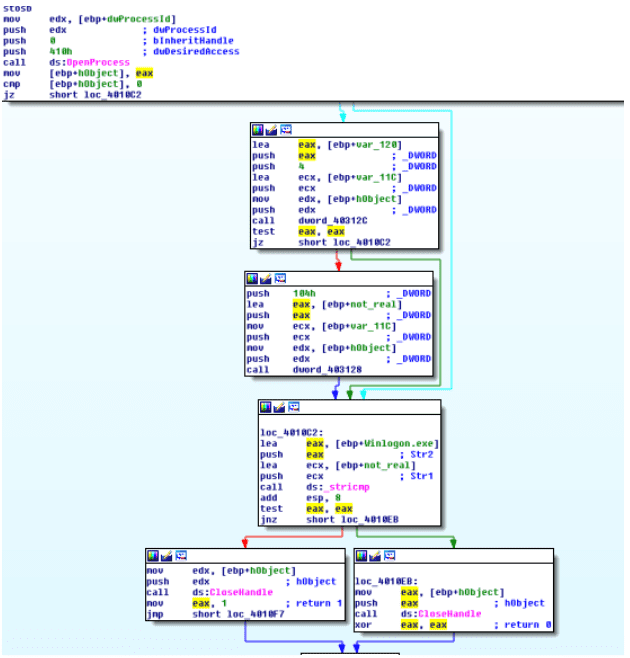 stosd
mov edx, [ebp+dwProcessId]
push edx ; dwProcessId
push 0 ; bInheritHandle
push 410h ; dwDesiredAccess
call ds:OpenProcess
mov [ebp+hObject], eax
cmp [ebp+hObject], 0
jz short loc_4010C2
lea eax, [ebp+var_120]
push eax ; _DWORD
push 4 ; _DWORD
lea ecx, [ebp+var_11C]
push ecx ; _DWORD
mov edx, [ebp+hObject]
push edx ; _DWORD
call dword_40312C
test eax, eax
jz short loc_4010C2
push 104h ; _DWORD
lea eax, [ebp+not_real]
push eax ; _DWORD
mov ecx, [ebp+var_11C]
push ecx ; _DWORD
mov edx, [ebp+hObject]
push edx ; _DWORD
call dword_403128
loc_4010C2:
lea eax, [ebp+Winlogon.exe]
push eax ; Str2
lea ecx, [ebp+not_real]
push ecx ; Str1
call ds:_stricmp
add esp, 8
test eax, eax
jnz short loc_4010EB
mov edx, [ebp+hObject]
push edx ; hObject
call ds:CloseHandle
mov eax, 1 ; return 1
jmp short loc_4010F7
loc_4010EB:
mov eax, [ebp+hObject]
push eax ; hObject
call ds:CloseHandle
xor eax, eax ; return 0